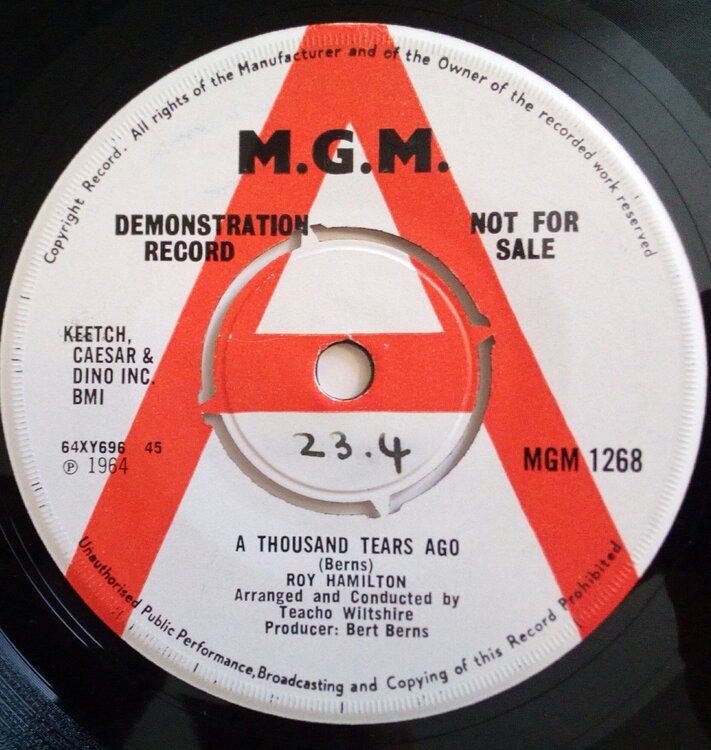 Copyright Record. All rights of the Manufacturer and of the Owner of the recorded work reserved
M.G.M.
DEMONSTRATION
RECORD
NOT FOR
SALE
KEETCH,
CAESAR &
DINO INC.
BMI
64XY696 45
Ⓟ 1964
23.4
MGM 1268
A THOUSAND TEARS AGO
(Berns)
ROY HAMILTON
Arranged and Conducted by
Teacho Wiltshire
Producer: Bert Berns
Unauthorised Public Performance, Broadcasting and Copying of this Record Prohibited